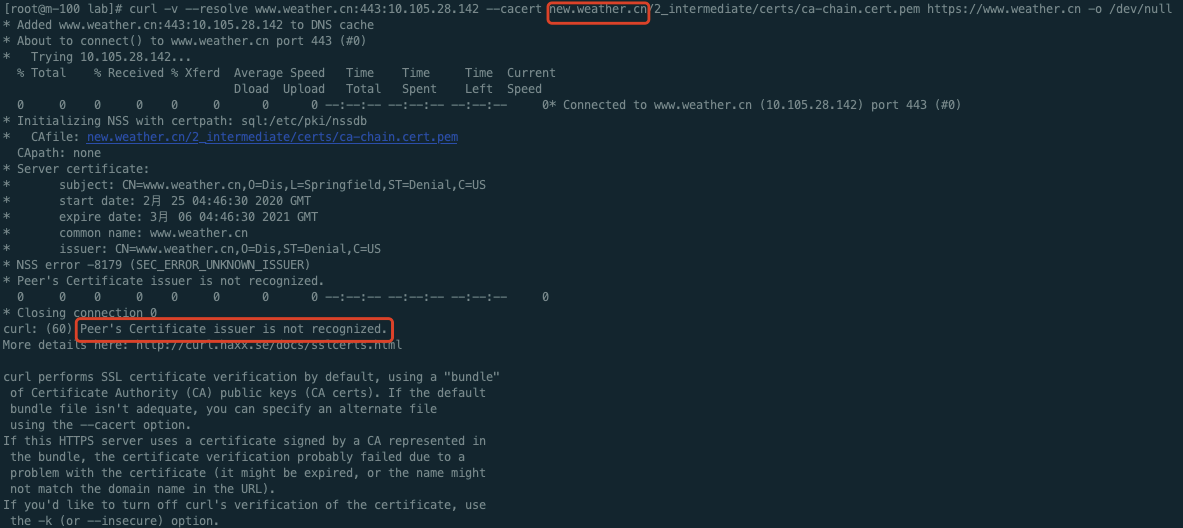 [root@m-100 lab]# curl -v --resolve www.weather.cn:443:10.105.28.142 --cacert new.weather.cn/2_intermediate/certs/ca-chain.cert.pem https://www.weather.cn -o /dev/null
* Added www.weather.cn:443:10.105.28.142 to DNS cache
* About to connect() to www.weather.cn port 443 (#0)
*   Trying 10.105.28.142...
  % Total    % Received % Xferd  Average Speed   Time    Time     Time  Current
                                 Dload  Upload   Total   Spent    Left  Speed
  0     0    0     0    0     0      0      0 --:--:-- --:--:-- --:--:--     0* Connected to www.weather.cn (10.105.28.142) port 443 (#0)
* Initializing NSS with certpath: sql:/etc/pki/nssdb
*   CAfile: new.weather.cn/2_intermediate/certs/ca-chain.cert.pem
  CApath: none
* Server certificate:
*       subject: CN=www.weather.cn,O=Dis,L=Springfield,ST=Denial,C=US
*       start date: 2月 25 04:46:30 2020 GMT
*       expire date: 3月 06 04:46:30 2021 GMT
*       common name: www.weather.cn
*       issuer: CN=www.weather.cn,O=Dis,ST=Denial,C=US
* NSS error -8179 (SEC_ERROR_UNKNOWN_ISSUER)
* Peer's Certificate issuer is not recognized.
  0     0    0     0    0     0      0      0 --:--:-- --:--:-- --:--:--     0
* Closing connection 0
curl: (60) Peer's Certificate issuer is not recognized.
More details here: http://curl.haxx.se/docs/sslcerts.html

curl performs SSL certificate verification by default, using a "bundle"
 of Certificate Authority (CA) public keys (CA certs). If the default
 bundle file isn't adequate, you can specify an alternate file
 using the --cacert option.
If this HTTPS server uses a certificate signed by a CA represented in
 the bundle, the certificate verification probably failed due to a
 problem with the certificate (it might be expired, or the name might
 not match the domain name in the URL).
If you'd like to turn off curl's verification of the certificate, use
 the -k (or --insecure) option.